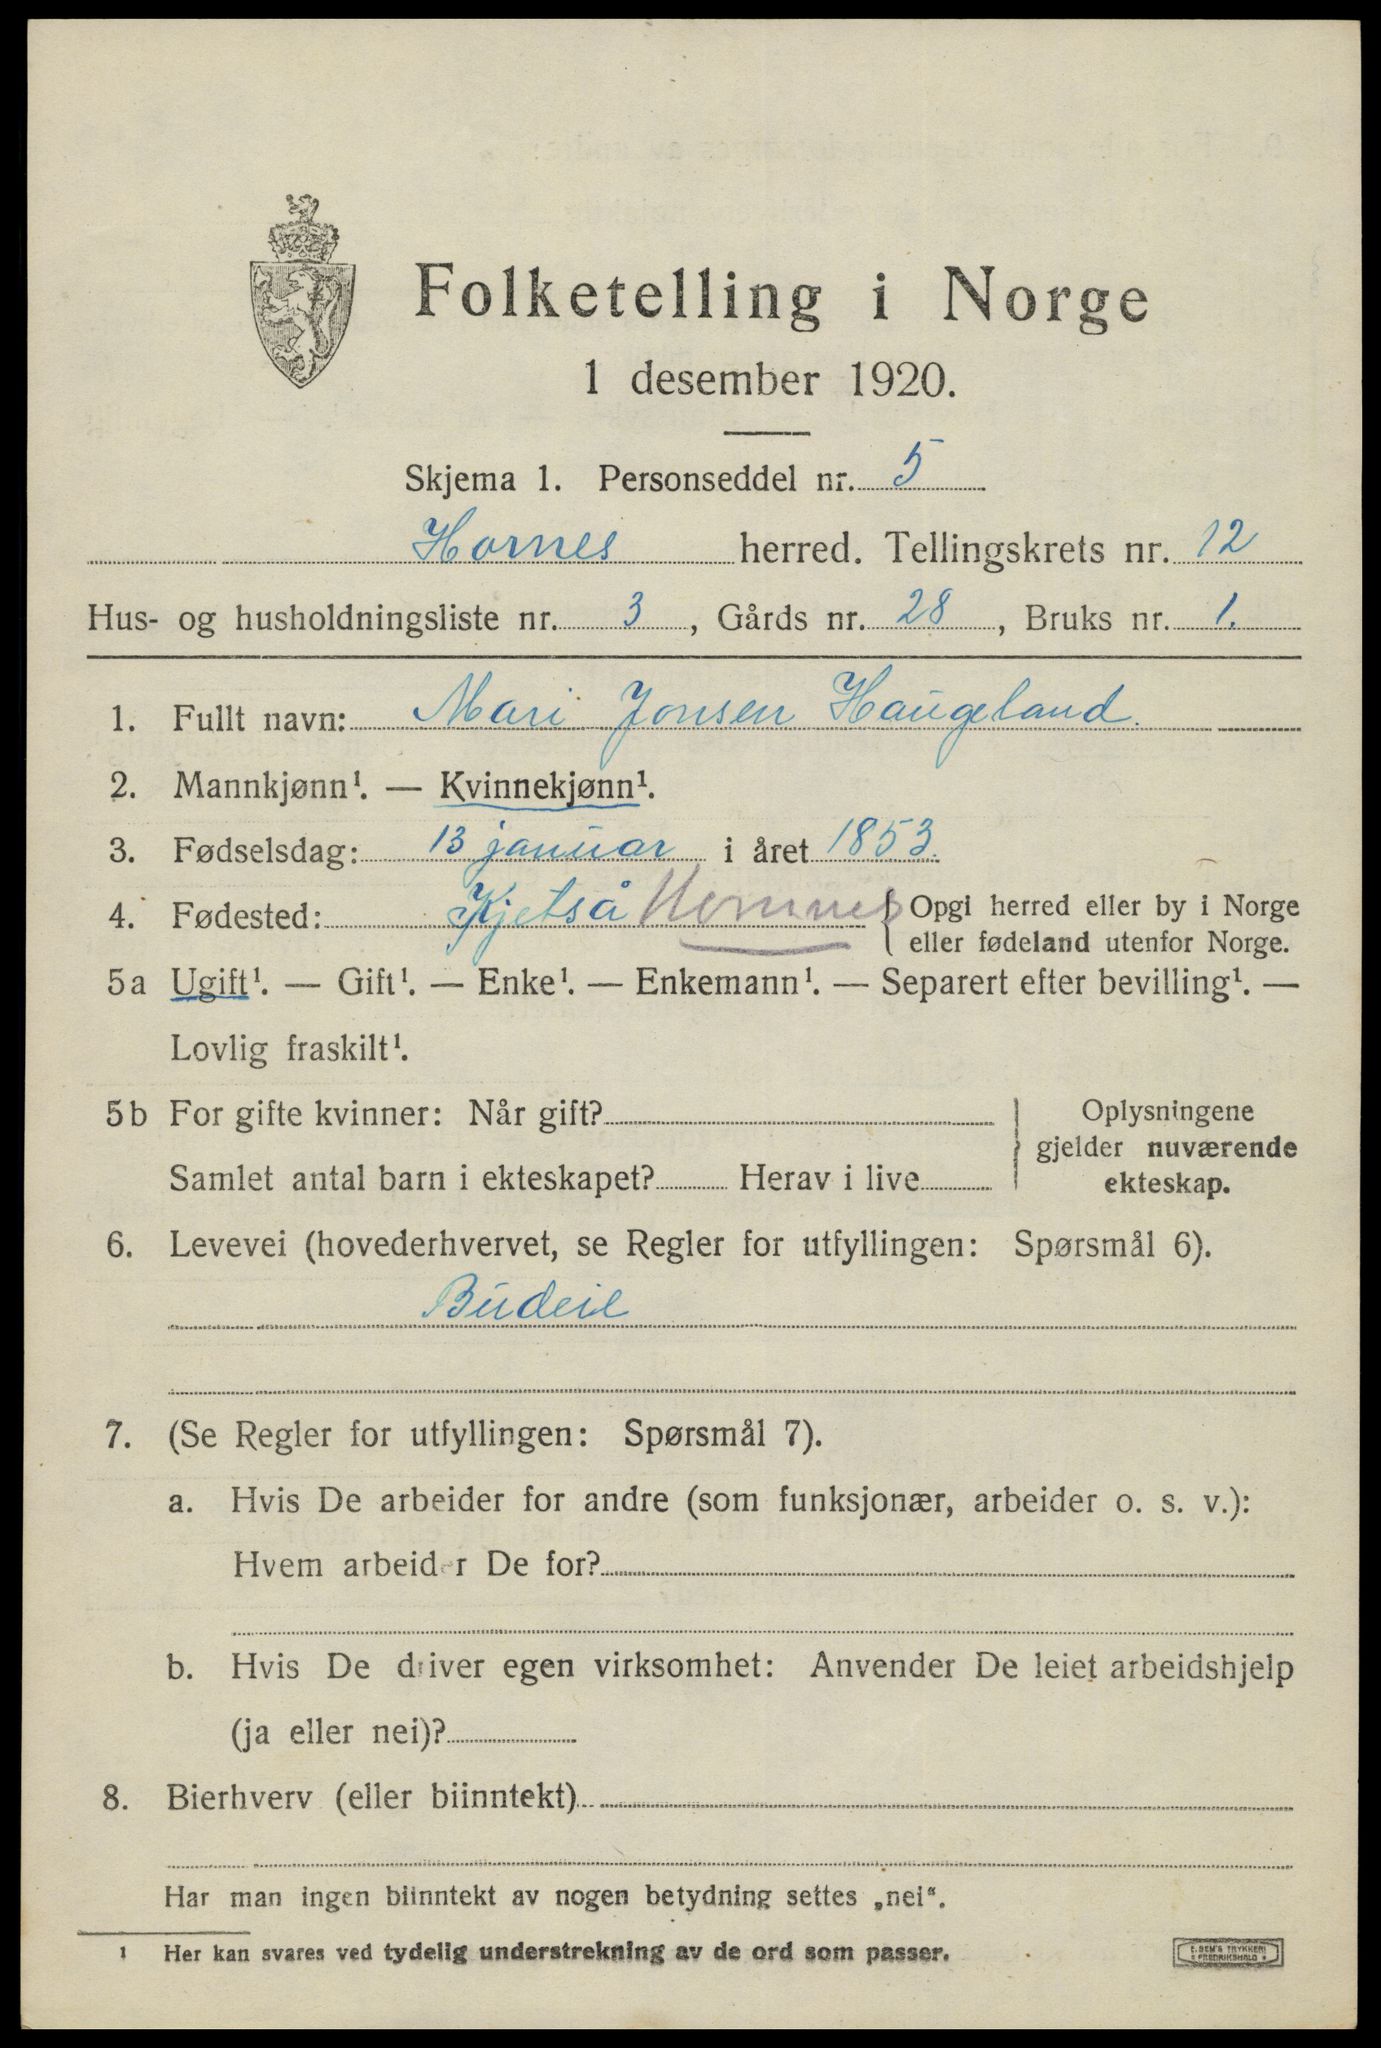 Folketelling i Norge
1 desember 1920.
Skjema 1. Personseddel nr. 5
Hornnes herred. Tellingskrets nr. 12
Hus- og husholdningsliste nr. 3, Gårds nr. 28, Bruks nr. 1.
1. Fullt navn: Mari Jonsen Haugeland.
2. Mannkjønn¹. — Kvinnekjønn¹.
3. Fødselsdag: 13 januar i året 1853.
4. Fødested: Kjetså Hornnes { Opgi herred eller by i Norge
eller fødeland utenfor Norge.
5a Ugift¹. — Gift¹. — Enke¹. — Enkemann¹. — Separert efter bevilling¹. —
Lovlig fraskilt¹.
5b For gifte kvinner: Når gift?
Samlet antal barn i ekteskapet? Herav i live
Oplysningene
gjelder nuværende
ekteskap.
6. Levevei (hovederhvervet, se Regler for utfyllingen: Spørsmål 6).
Budeie
7. (Se Regler for utfyllingen: Spørsmål 7).
a. Hvis De arbeider for andre (som funksjonær, arbeider o. s. v.):
Hvem arbeider De for?
b. Hvis De driver egen virksomhet: Anvender De leiet arbeidshjelp
(ja eller nei)?
8. Bierhverv (eller biinntekt)
Har man ingen biinntekt av nogen betydning settes „nei“.
1 Her kan svares ved tydelig understrekning av de ord som passer.
E. SEM'S TRYKKERI
FREDRIKSHALD